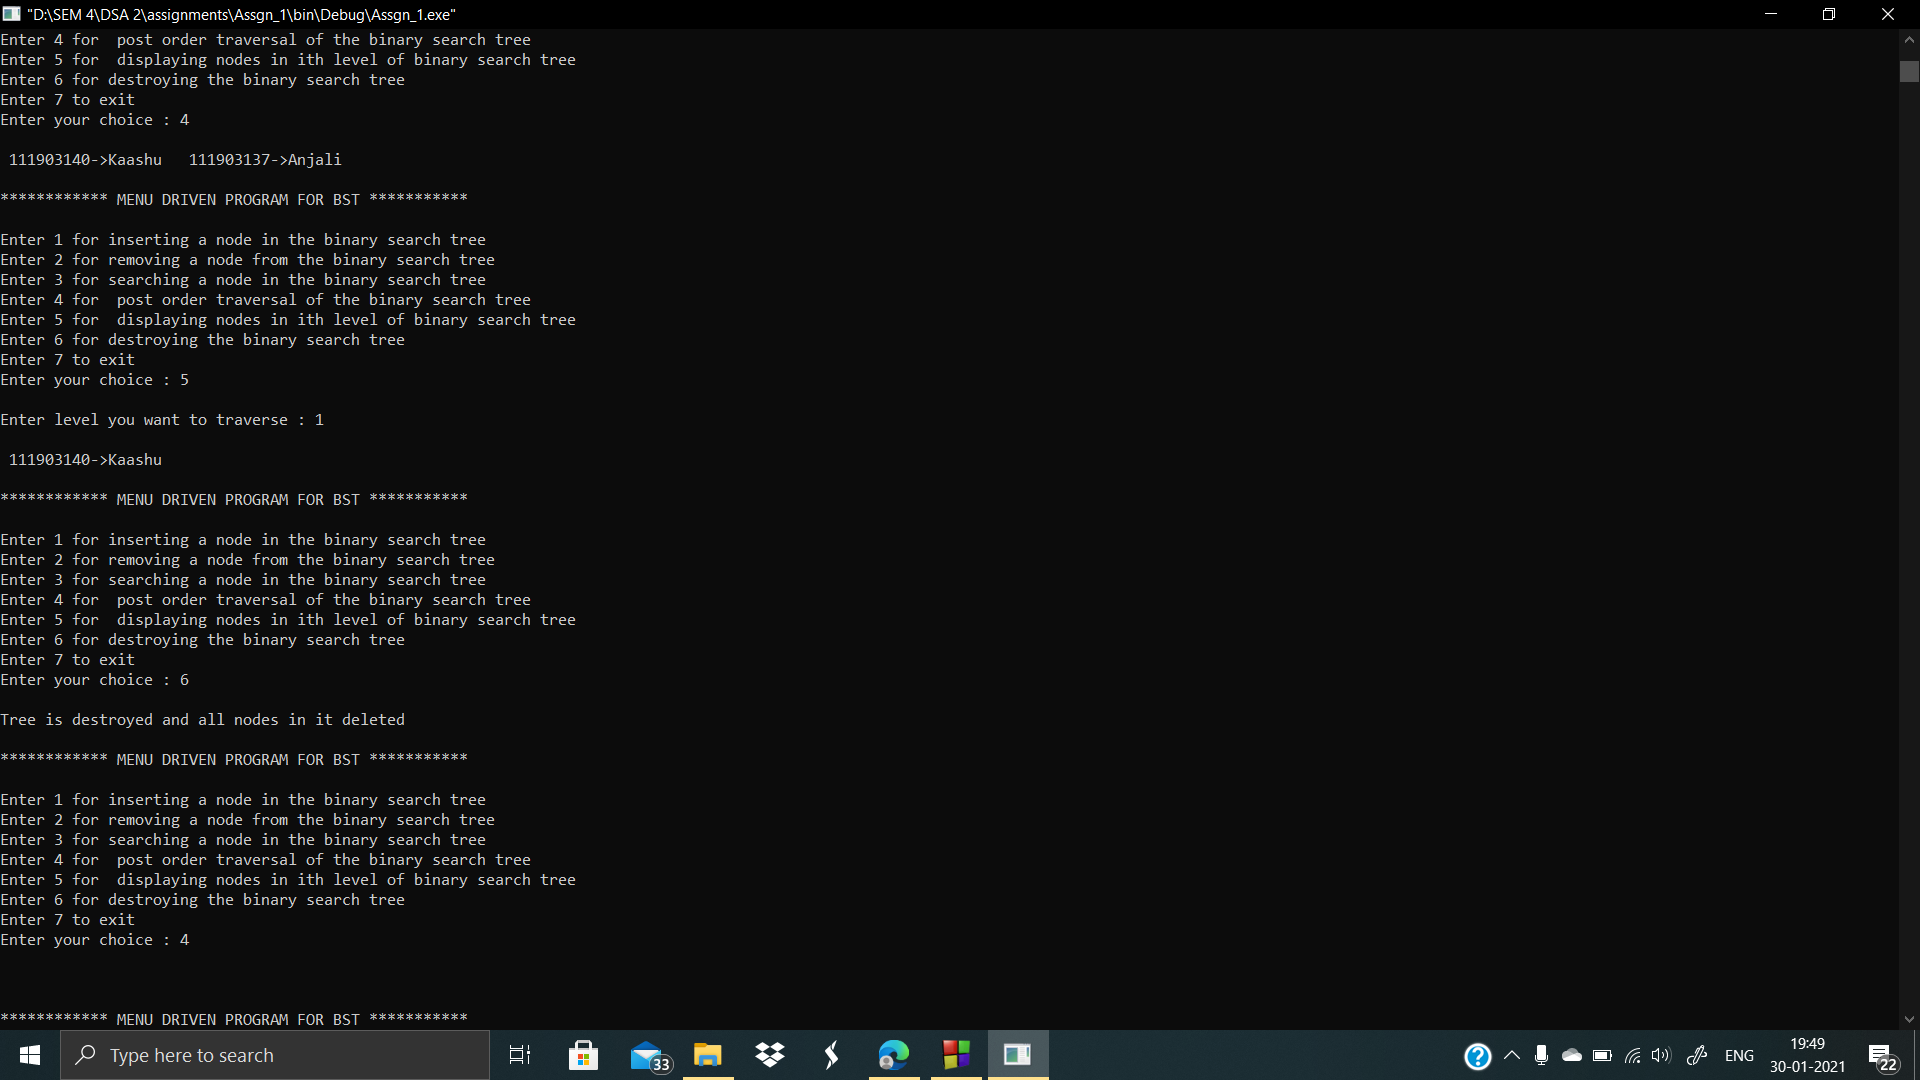 "D:\SEM 4\DSA 2\assignments\Assgn_1\bin\Debug\Assgn_1.exe"
Enter 4 for  post order traversal of the binary search tree
Enter 5 for  displaying nodes in ith level of binary search tree
Enter 6 for destroying the binary search tree
Enter 7 to exit
Enter your choice : 4
 111903140->Kaashu   111903137->Anjali
************ MENU DRIVEN PROGRAM FOR BST ***********
Enter 1 for inserting a node in the binary search tree
Enter 2 for removing a node from the binary search tree
Enter 3 for searching a node in the binary search tree
Enter 4 for  post order traversal of the binary search tree
Enter 5 for  displaying nodes in ith level of binary search tree
Enter 6 for destroying the binary search tree
Enter 7 to exit
Enter your choice : 5
Enter level you want to traverse : 1
 111903140->Kaashu
************ MENU DRIVEN PROGRAM FOR BST ***********
Enter 1 for inserting a node in the binary search tree
Enter 2 for removing a node from the binary search tree
Enter 3 for searching a node in the binary search tree
Enter 4 for  post order traversal of the binary search tree
Enter 5 for  displaying nodes in ith level of binary search tree
Enter 6 for destroying the binary search tree
Enter 7 to exit
Enter your choice : 6
Tree is destroyed and all nodes in it deleted
************ MENU DRIVEN PROGRAM FOR BST ***********
Enter 1 for inserting a node in the binary search tree
Enter 2 for removing a node from the binary search tree
Enter 3 for searching a node in the binary search tree
Enter 4 for  post order traversal of the binary search tree
Enter 5 for  displaying nodes in ith level of binary search tree
Enter 6 for destroying the binary search tree
Enter 7 to exit
Enter your choice : 4
************ MENU DRIVEN PROGRAM FOR BST ***********
Type here to search
33
ENG
19:49
30-01-2021
22